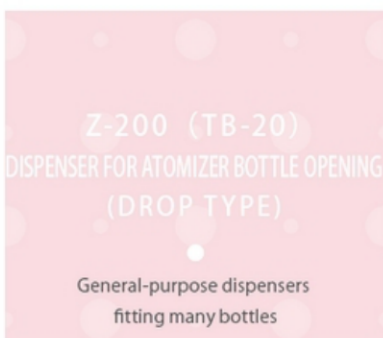 Z-200（TB-20）
DISPENSER FOR ATOMIZER BOTTLE OPENING
(DROP TYPE)
General-purpose dispensers
fitting many bottles